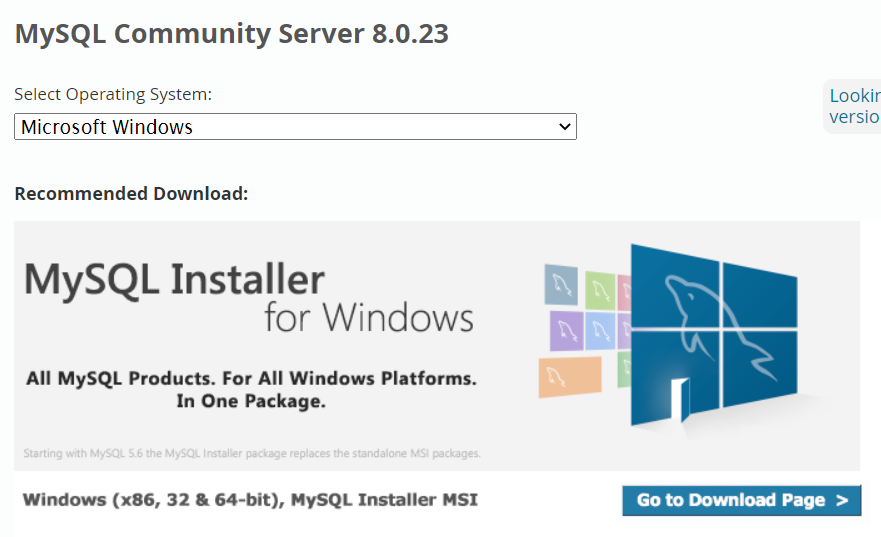 MySQL Community Server 8.0.23
Select Operating System:
Microsoft Windows
Recommended Download:
MySQL Installer
for Windows
All MySQL Products. For All Windows Platforms.
In One Package.
Starting with MySQL 5.6 the MySQL Installer package replaces the standalone MSI packages.
Windows (x86, 32 & 64-bit), MySQL Installer MSI
Go to Download Page >